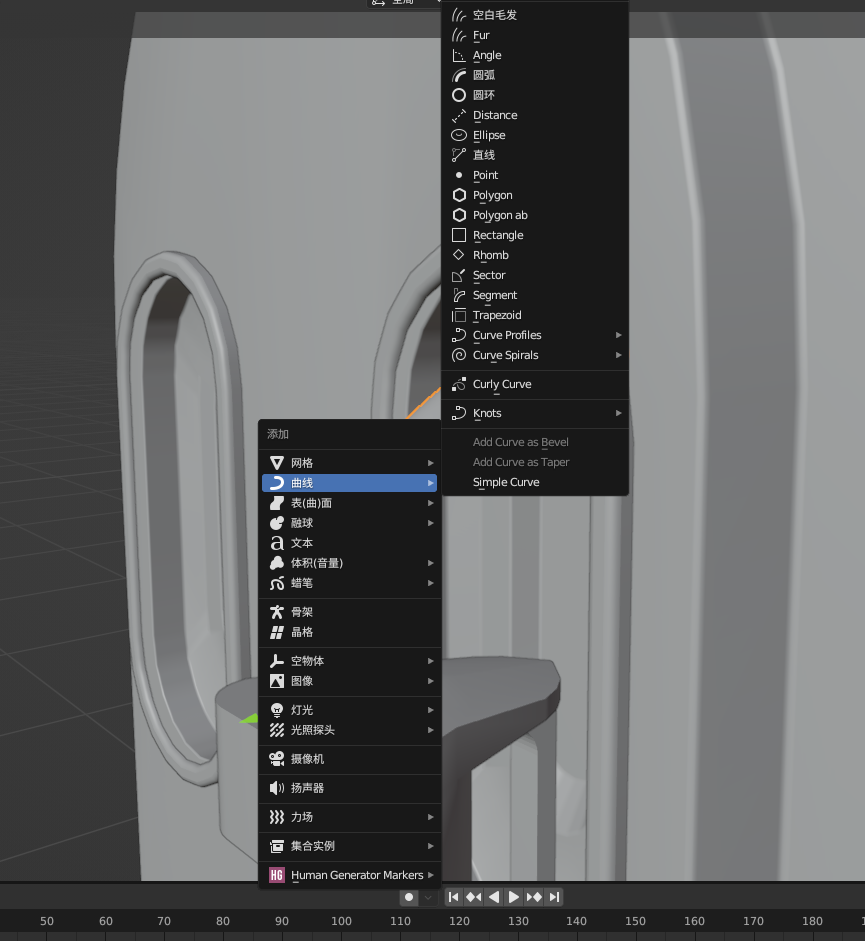 全局
空白毛发
Fur
Angle
圆弧
圆环
Distance
Ellipse
直线
Point
Polygon
Polygon ab
Rectangle
Rhomb
Sector
Segment
Trapezoid
Curve Profiles
Curve Spirals
Curly Curve
Knots
Add Curve as Bevel
Add Curve as Taper
Simple Curve
添加
网格
曲线
表(曲)面
融球
a 文本
体积(音量)
蜡笔
骨架
晶格
空物体
图像
灯光
光照探头
摄像机
扬声器
力场
集合实例
HG Human Generator Markers
50 60 70 80 90 100 110 120 130 140 150 160 170 180